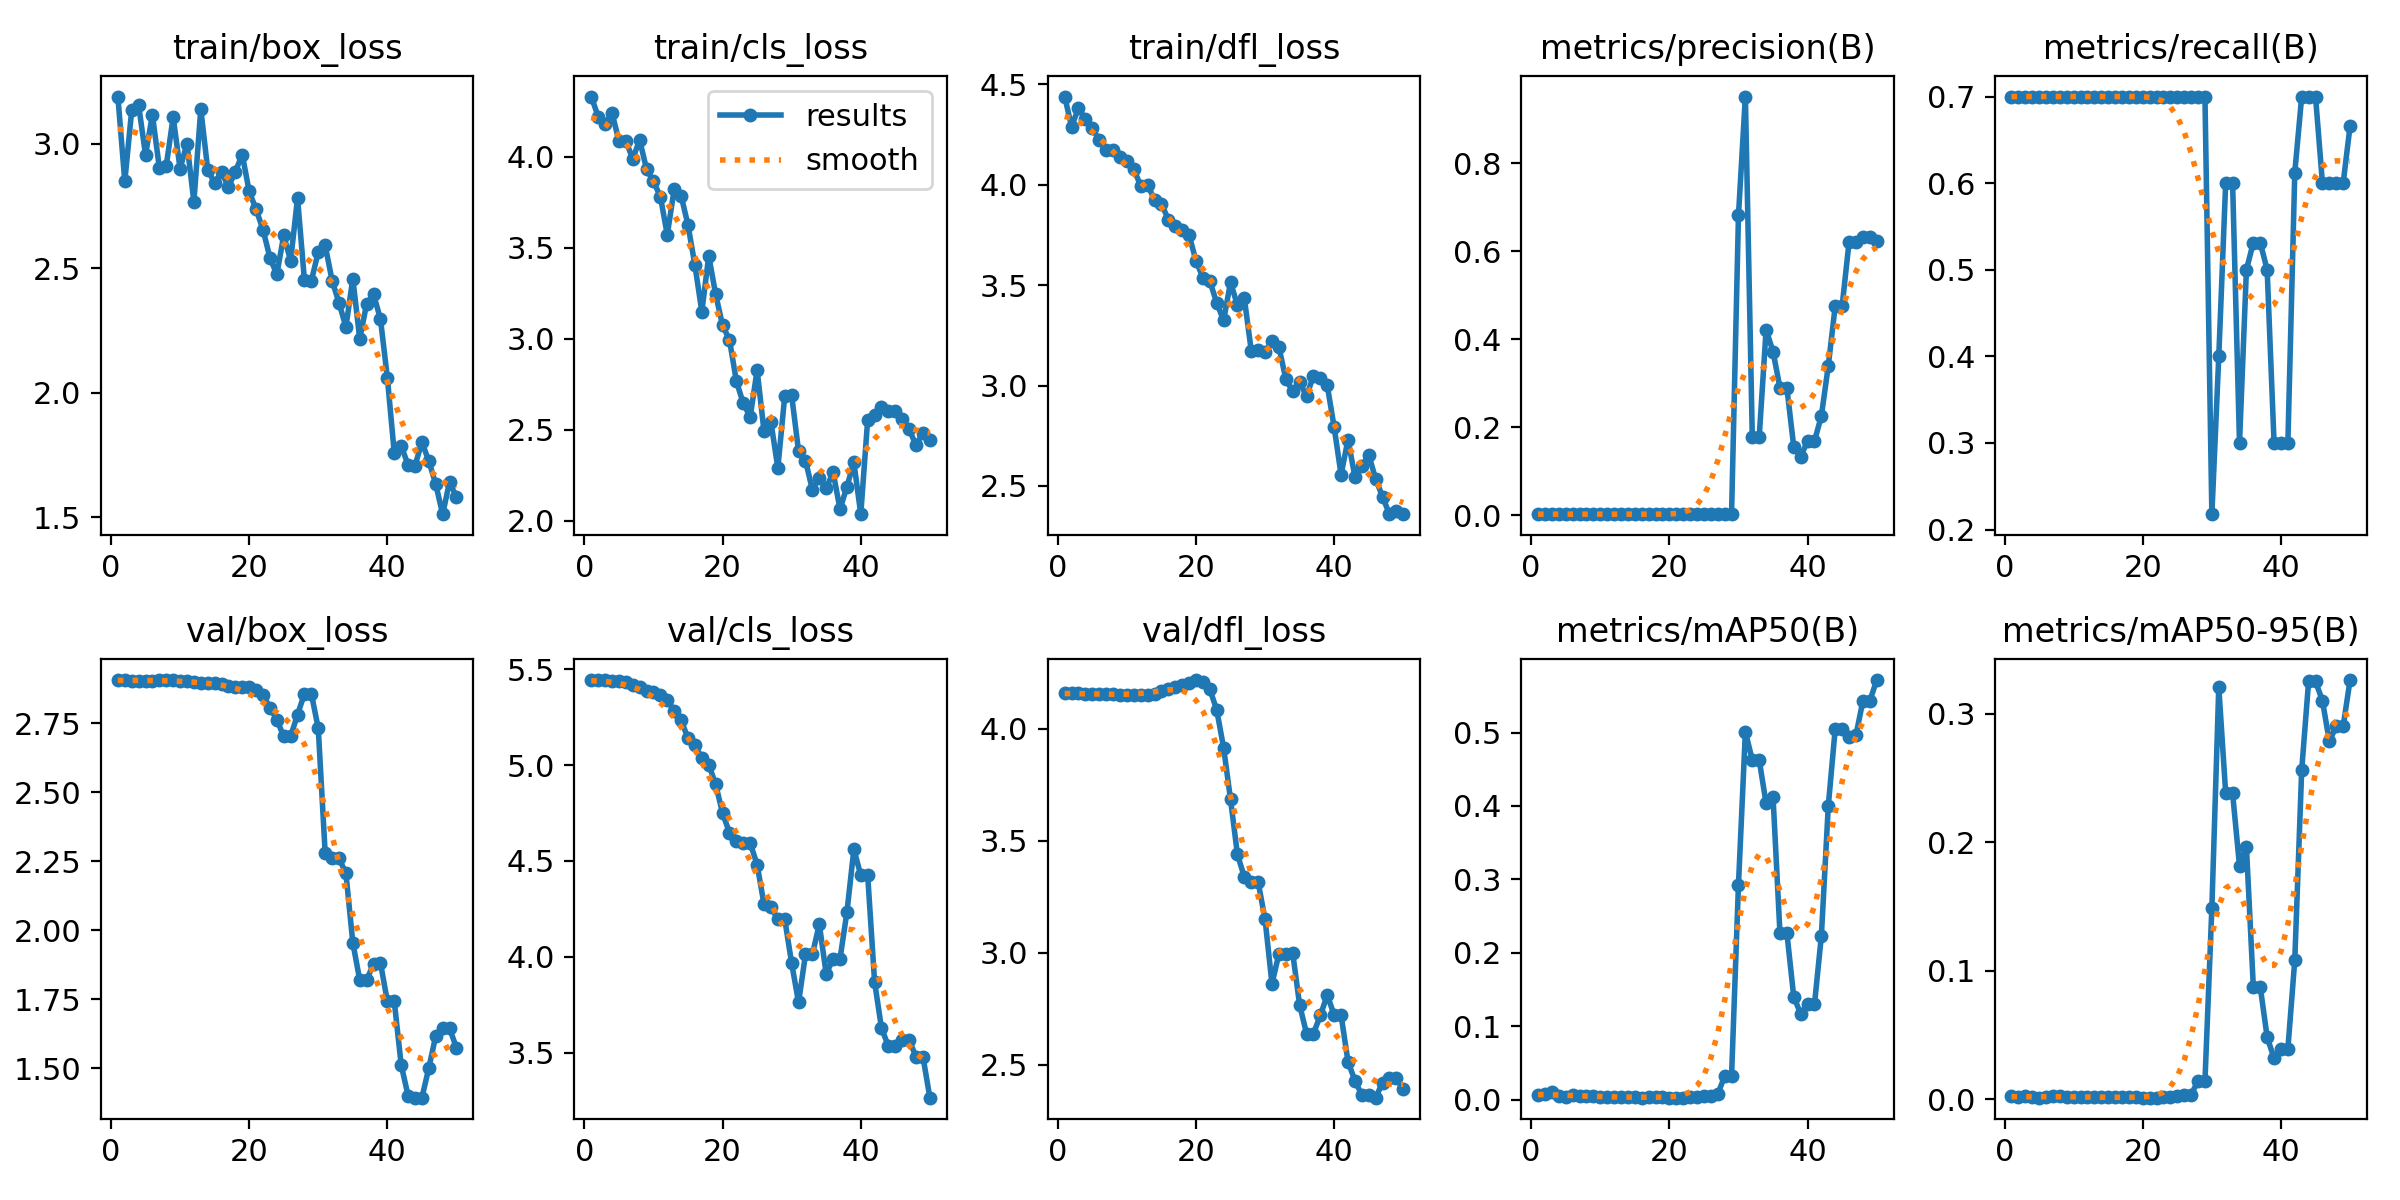 train/box_loss
3.0
2.5
2.0
1.5
0 20 40
train/cls_loss
results
smooth
4.0
3.5
3.0
2.5
2.0
0 20 40
train/dfl_loss
4.5
4.0
3.5
3.0
2.5
0 20 40
metrics/precision(B)
0.8
0.6
0.4
0.2
0.0
0 20 40
metrics/recall(B)
0.7
0.6
0.5
0.4
0.3
0.2
0 20 40
val/box_loss
2.75
2.50
2.25
2.00
1.75
1.50
0 20 40
val/cls_loss
5.5
5.0
4.5
4.0
3.5
0 20 40
val/dfl_loss
4.0
3.5
3.0
2.5
0 20 40
metrics/mAP50(B)
0.5
0.4
0.3
0.2
0.1
0.0
0 20 40
metrics/mAP50-95(B)
0.3
0.2
0.1
0.0
0 20 40